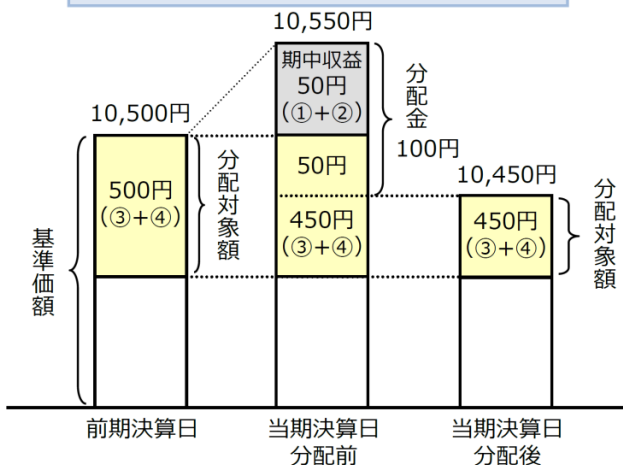 10,550円
期中収益
50円
(①+②)
分配金
100円
10,500円
50円
10,450円
500円
(③+④)
分配対象額
450円
(③+④)
450円
(③+④)
分配対象額
基準価額
前期決算日
当期決算日
分配前
当期決算日
分配後